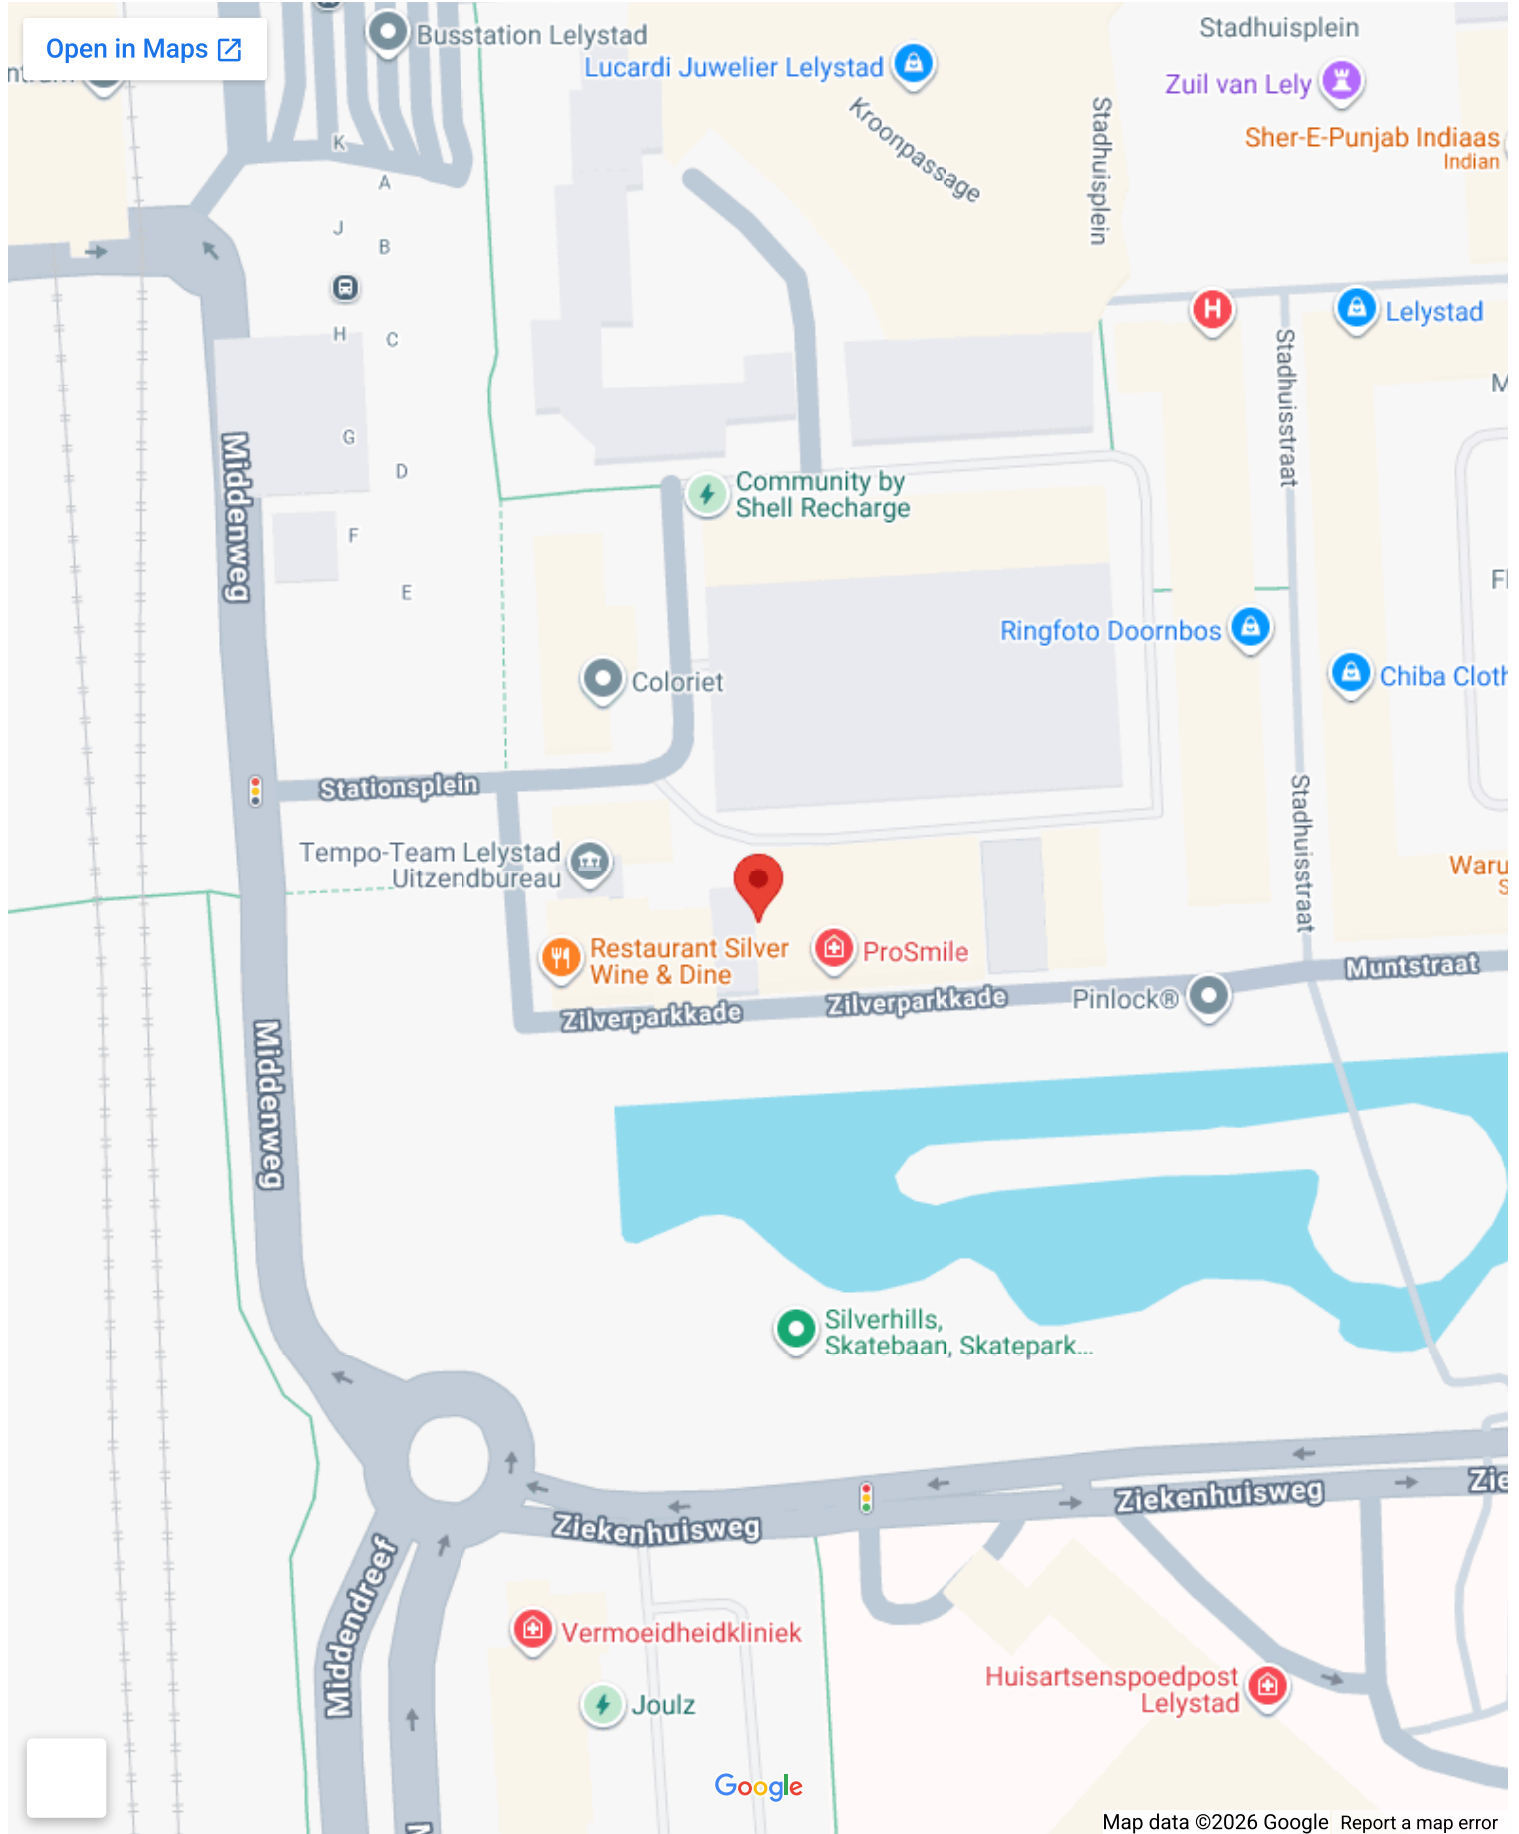 Open in Maps
Busstation Lelystad
Lucardi Juwelier Lelystad
Kroonpassage
Stadhuisplein
Stadhuisplein
Zuil van Lely
Sher-E-Punjab Indiaas
Indian
K
A
J
B
H
C
G
D
F
E
Lelystad
H
Stadhuisstraat
Middenweg
Community by
Shell Recharge
Ringfoto Doornbos
Coloriet
Stationsplein
Tempo-Team Lelystad
Uitzendbureau
Restaurant Silver
Wine & Dine
ProSmile
Stadhuisstraat
Zilverparkkade
Zilverparkkade
Pinlock®
Muntstraat
Middenweg
Silverhills,
Skatebaan, Skatepark...
Ziekenhuisweg
Ziekenhuisweg
Middendreef
Vermoeidheidkliniek
Joulz
Huisartsenspoedpost
Lelystad
Google
Map data ©2026 Google
Report a map error